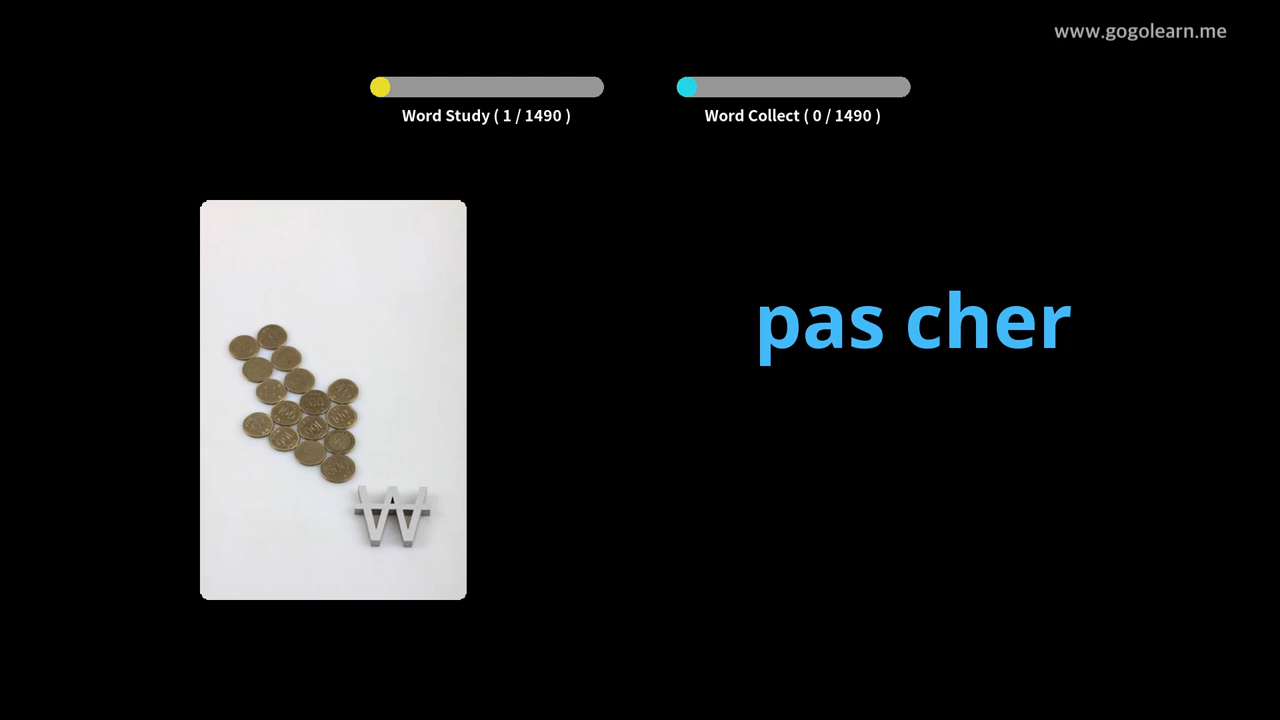 www.gogolearn.me
Word Study ( 1 / 1490 )
Word Collect ( 0 / 1490 )
pas cher
₩